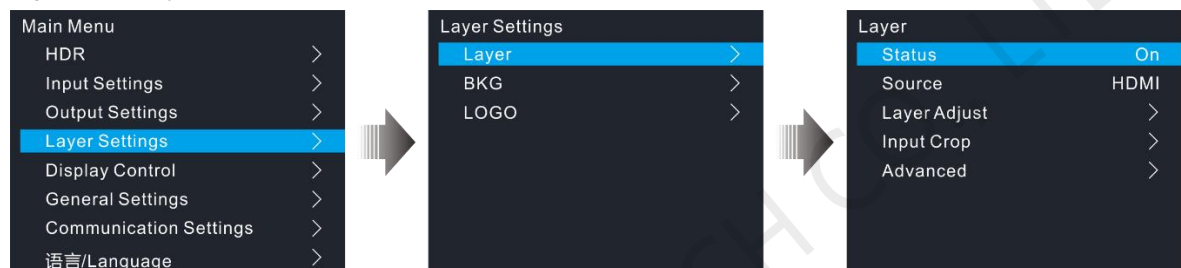 Main Menu
HDR >
Input Settings >
Output Settings >
Layer Settings >
Display Control >
General Settings >
Communication Settings >
语言/Language >
Layer Settings
Layer >
BKG >
LOGO >
Layer
Status On
Source HDMI
Layer Adjust >
Input Crop >
Advanced >